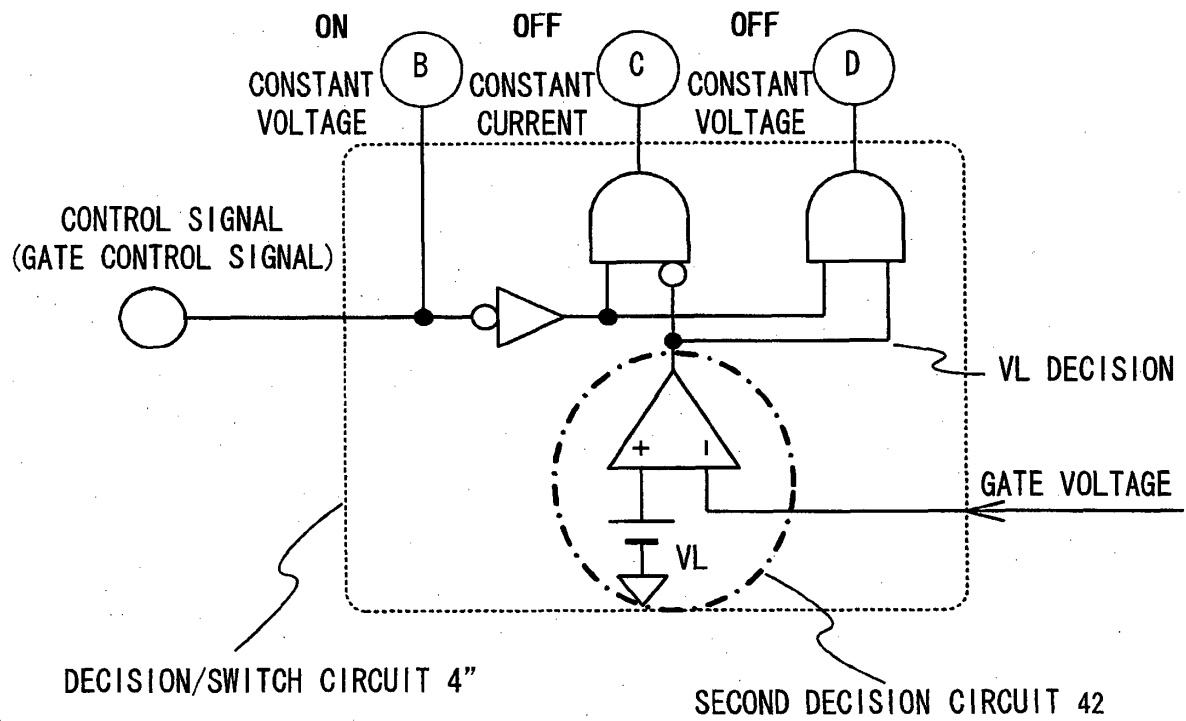 ON
OFF
OFF
B
C
D
CONSTANT
VOLTAGE
CONSTANT
CURRENT
CONSTANT
VOLTAGE
CONTROL SIGNAL
(GATE CONTROL SIGNAL)
VL DECISION
+
-
GATE VOLTAGE
VL
DECISION/SWITCH CIRCUIT 4”
SECOND DECISION CIRCUIT 42